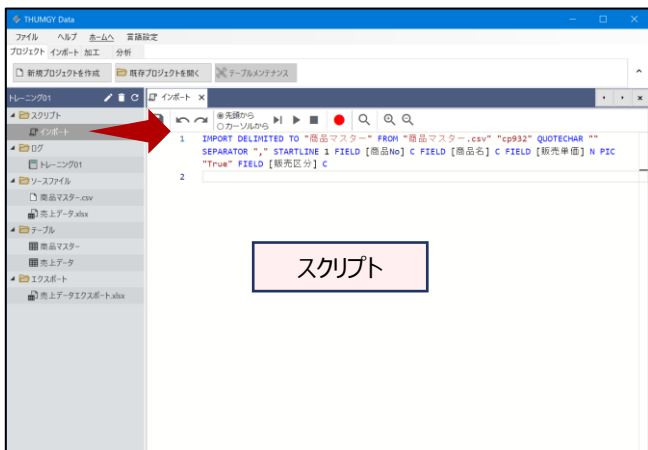 THUMGY Data
ファイル ヘルプ ホームへ 言語設定
プロジェクト インポート 加工 分析
新規プロジェクトを作成 既存プロジェクトを開く テーブルメンテナンス
トレーニング01 インポート
スクリプト
インポート
ログ
トレーニング01
ソースファイル
商品マスター.csv
売上データ.xlsx
テーブル
商品マスター
売上データ
エクスポート
売上データエクスポート.xlsx
先頭から
カーソルから
1 IMPORT DELIMITED TO "商品マスター" FROM "商品マスター.csv" "cp932" QUOTECHAR ""
SEPARATOR "," STARTLINE 1 FIELD [商品No] C FIELD [商品名] C FIELD [販売単価] N PIC
"True" FIELD [販売区分] C
2
スクリプト